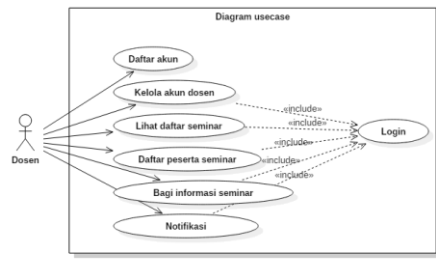 Diagram usecase
Daftar akun
Kelola akun dosen
«include»
Lihat daftar seminar
«include»
Login
«include»
Dosen
Daftar peserta seminar
«include»
Bagi informasi seminar
«include»
Notifikasi